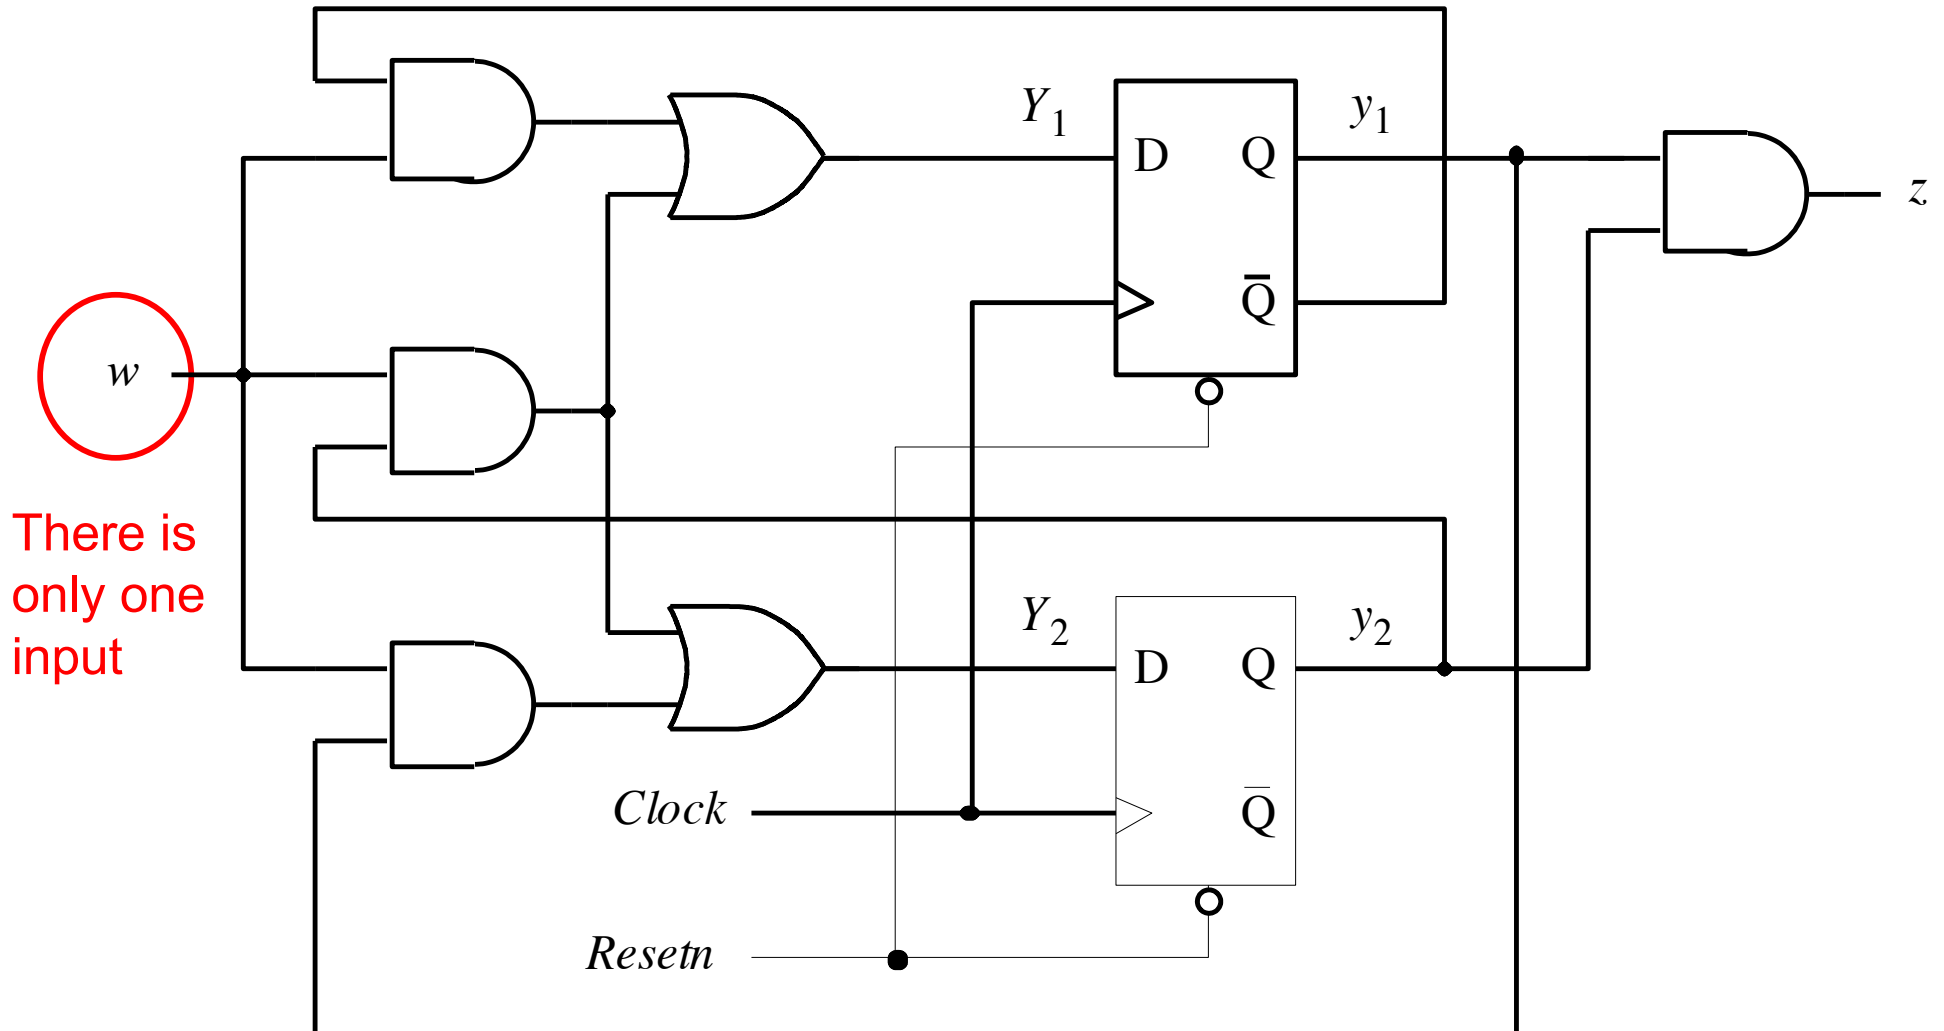 Y₁
D
Q
y₁
z
Q̅
w
There is
only one
input
Y₂
D
Q
y₂
Clock
Q̅
Resetn